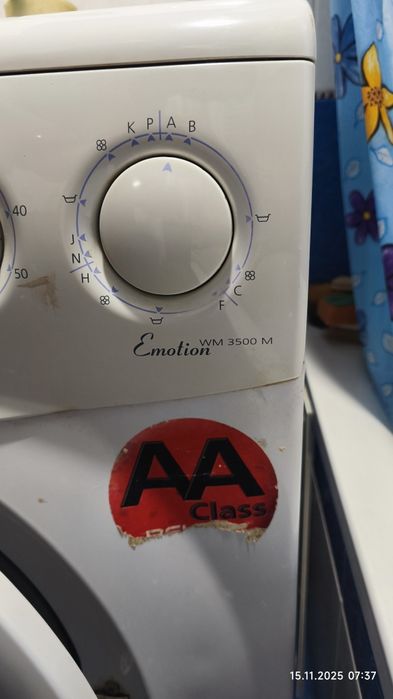 K P A B
40
J
N
50
H
C
F
Emotion WM 3500 M
AA
Class
15.11.2025 07:37